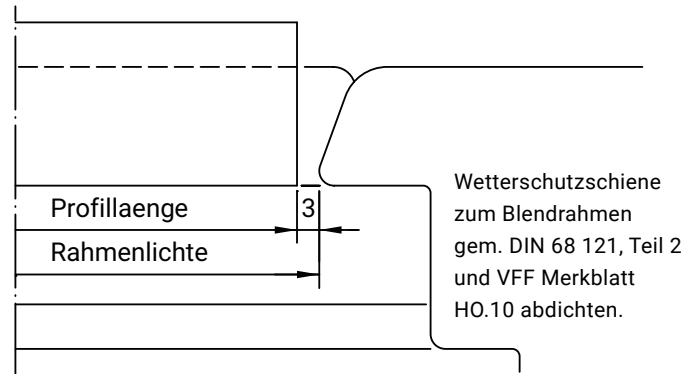 Profillaenge
3
Rahmenlichte
Wetterschutzschiene
zum Blendrahmen
gem. DIN 68 121, Teil 2
und VFF Merkblatt
HO.10 abdichten.